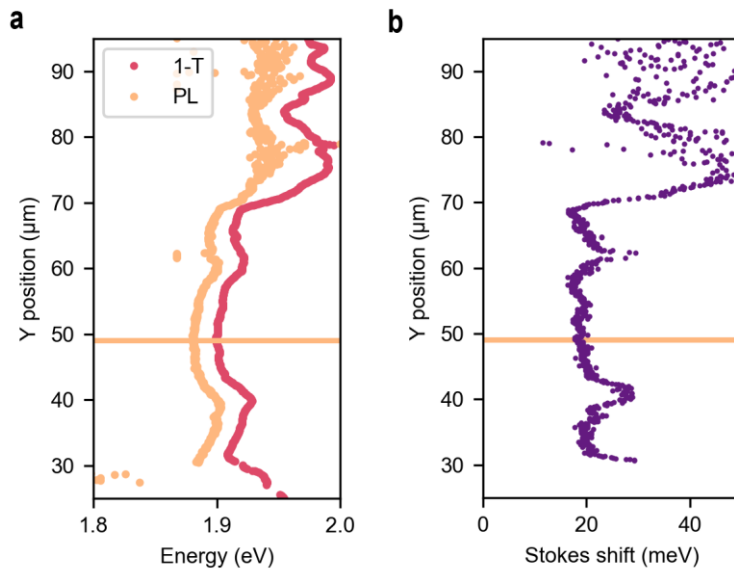 a
1-T
PL
Y position (μm)
90
80
70
60
50
40
30
1.8 1.9 2.0
Energy (eV)
b
Y position (μm)
90
80
70
60
50
40
30
0 20 40
Stokes shift (meV)